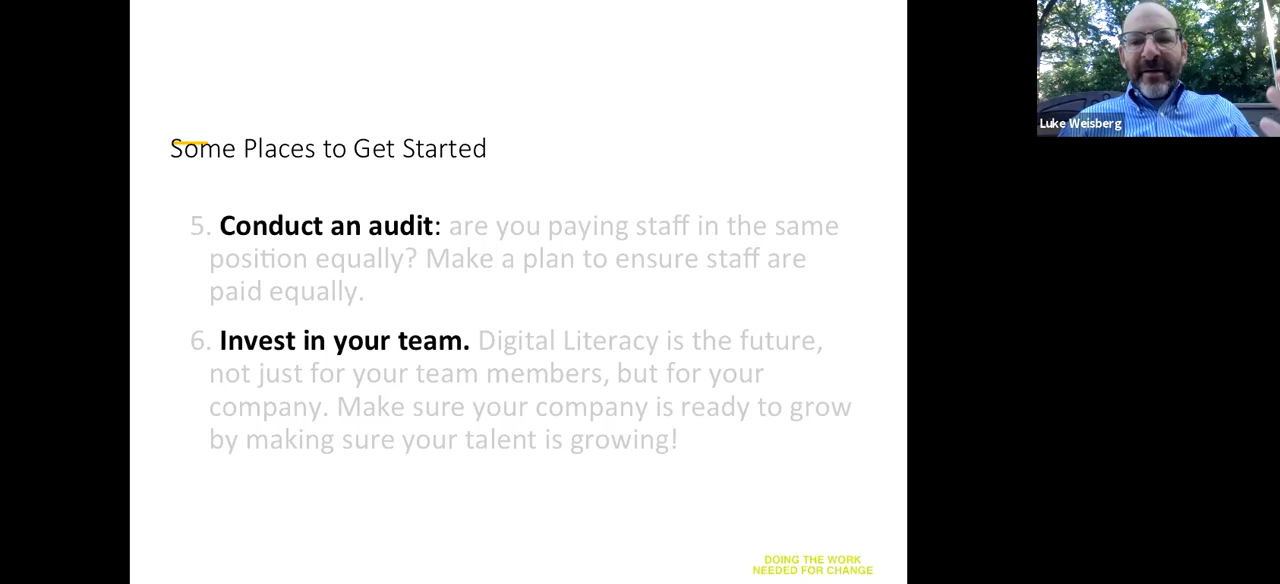 Some Places to Get Started
5. Conduct an audit: are you paying staff in the same
position equally? Make a plan to ensure staff are
paid equally.
6. Invest in your team. Digital Literacy is the future,
not just for your team members, but for your
company. Make sure your company is ready to grow
by making sure your talent is growing!
DOING THE WORK
NEEDED FOR CHANGE
Luke Weisberg